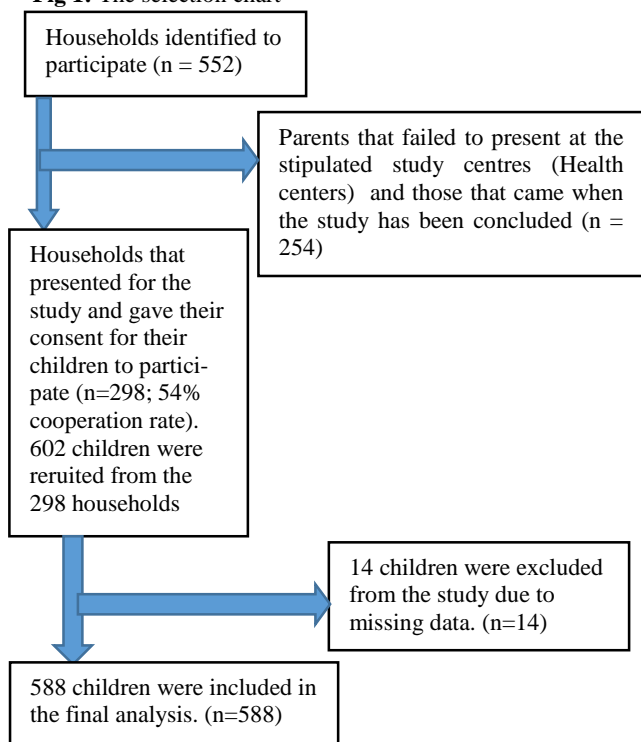 Fig 1: The selection chart
Households identified to
participate (n = 552)
Parents that failed to present at the
stipulated study centres (Health
centers) and those that came when
the study has been concluded (n =
254)
Households that
presented for the
study and gave their
consent for their
children to partici-
pate (n=298; 54%
cooperation rate).
602 children were
reruited from the
298 households
14 children were excluded
from the study due to
missing data. (n=14)
588 children were included in
the final analysis. (n=588)